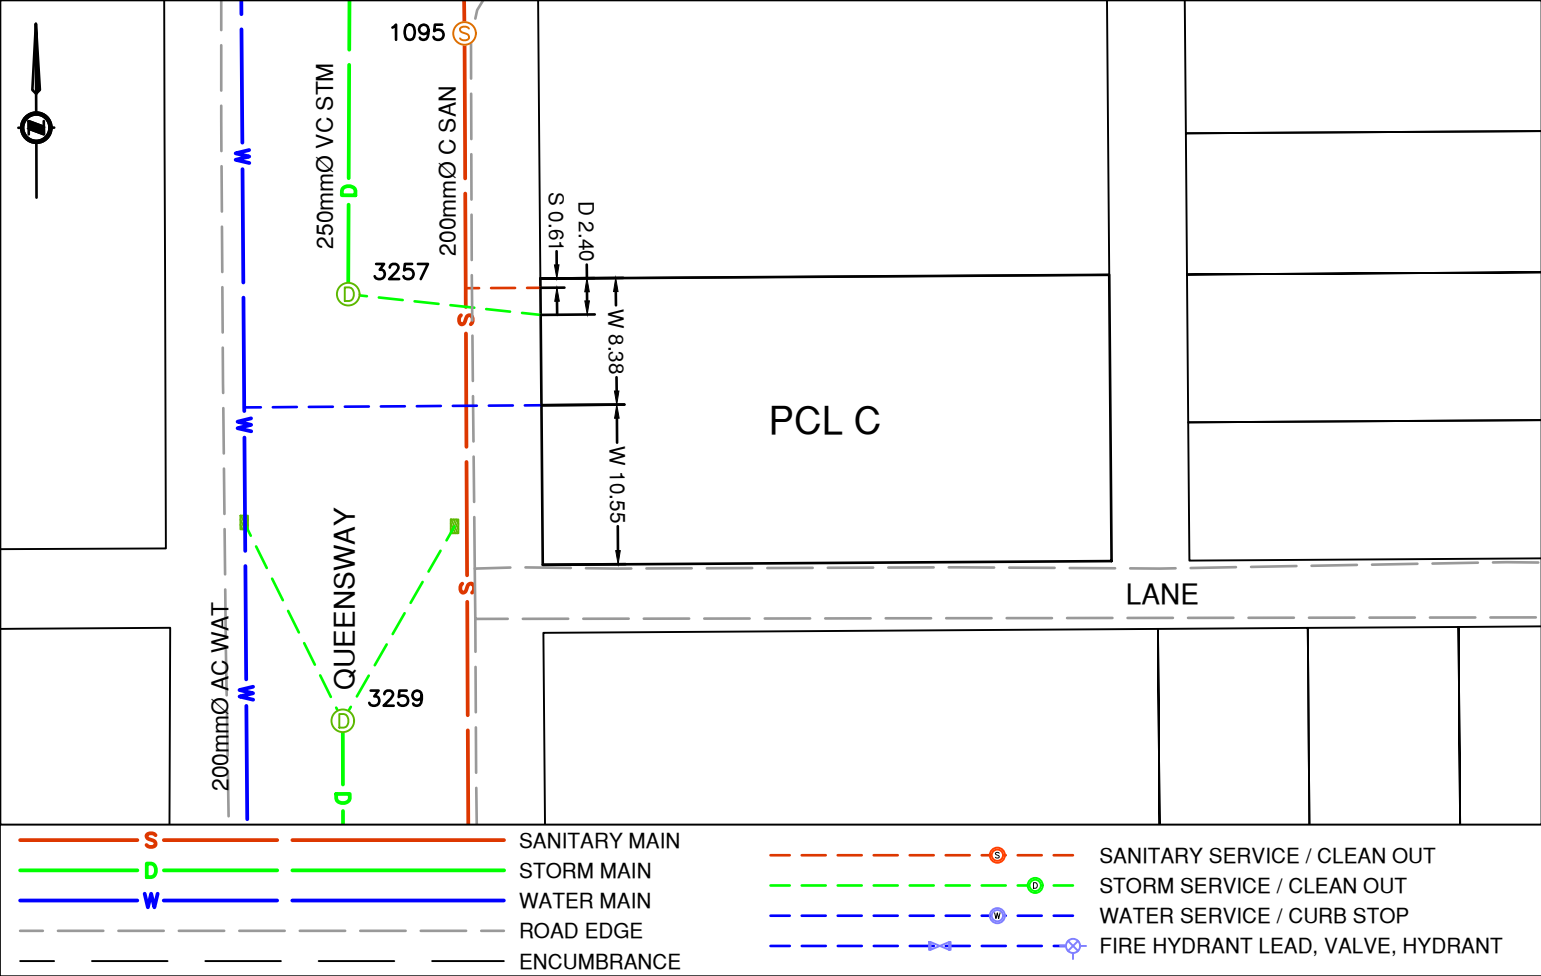 1095
S
250mmØ VC STM
200mmØ C SAN
W
D
S 0.61
D 2.40
3257
D
S
W 8.38
W
PCL C
W 10.55
QUEENSWAY
S
LANE
200mmØ AC WAT
W
3259
D
D
S SANITARY MAIN
D STORM MAIN
W WATER MAIN
ROAD EDGE
ENCUMBRANCE
S SANITARY SERVICE / CLEAN OUT
D STORM SERVICE / CLEAN OUT
W WATER SERVICE / CURB STOP
FIRE HYDRANT LEAD, VALVE, HYDRANT
Z